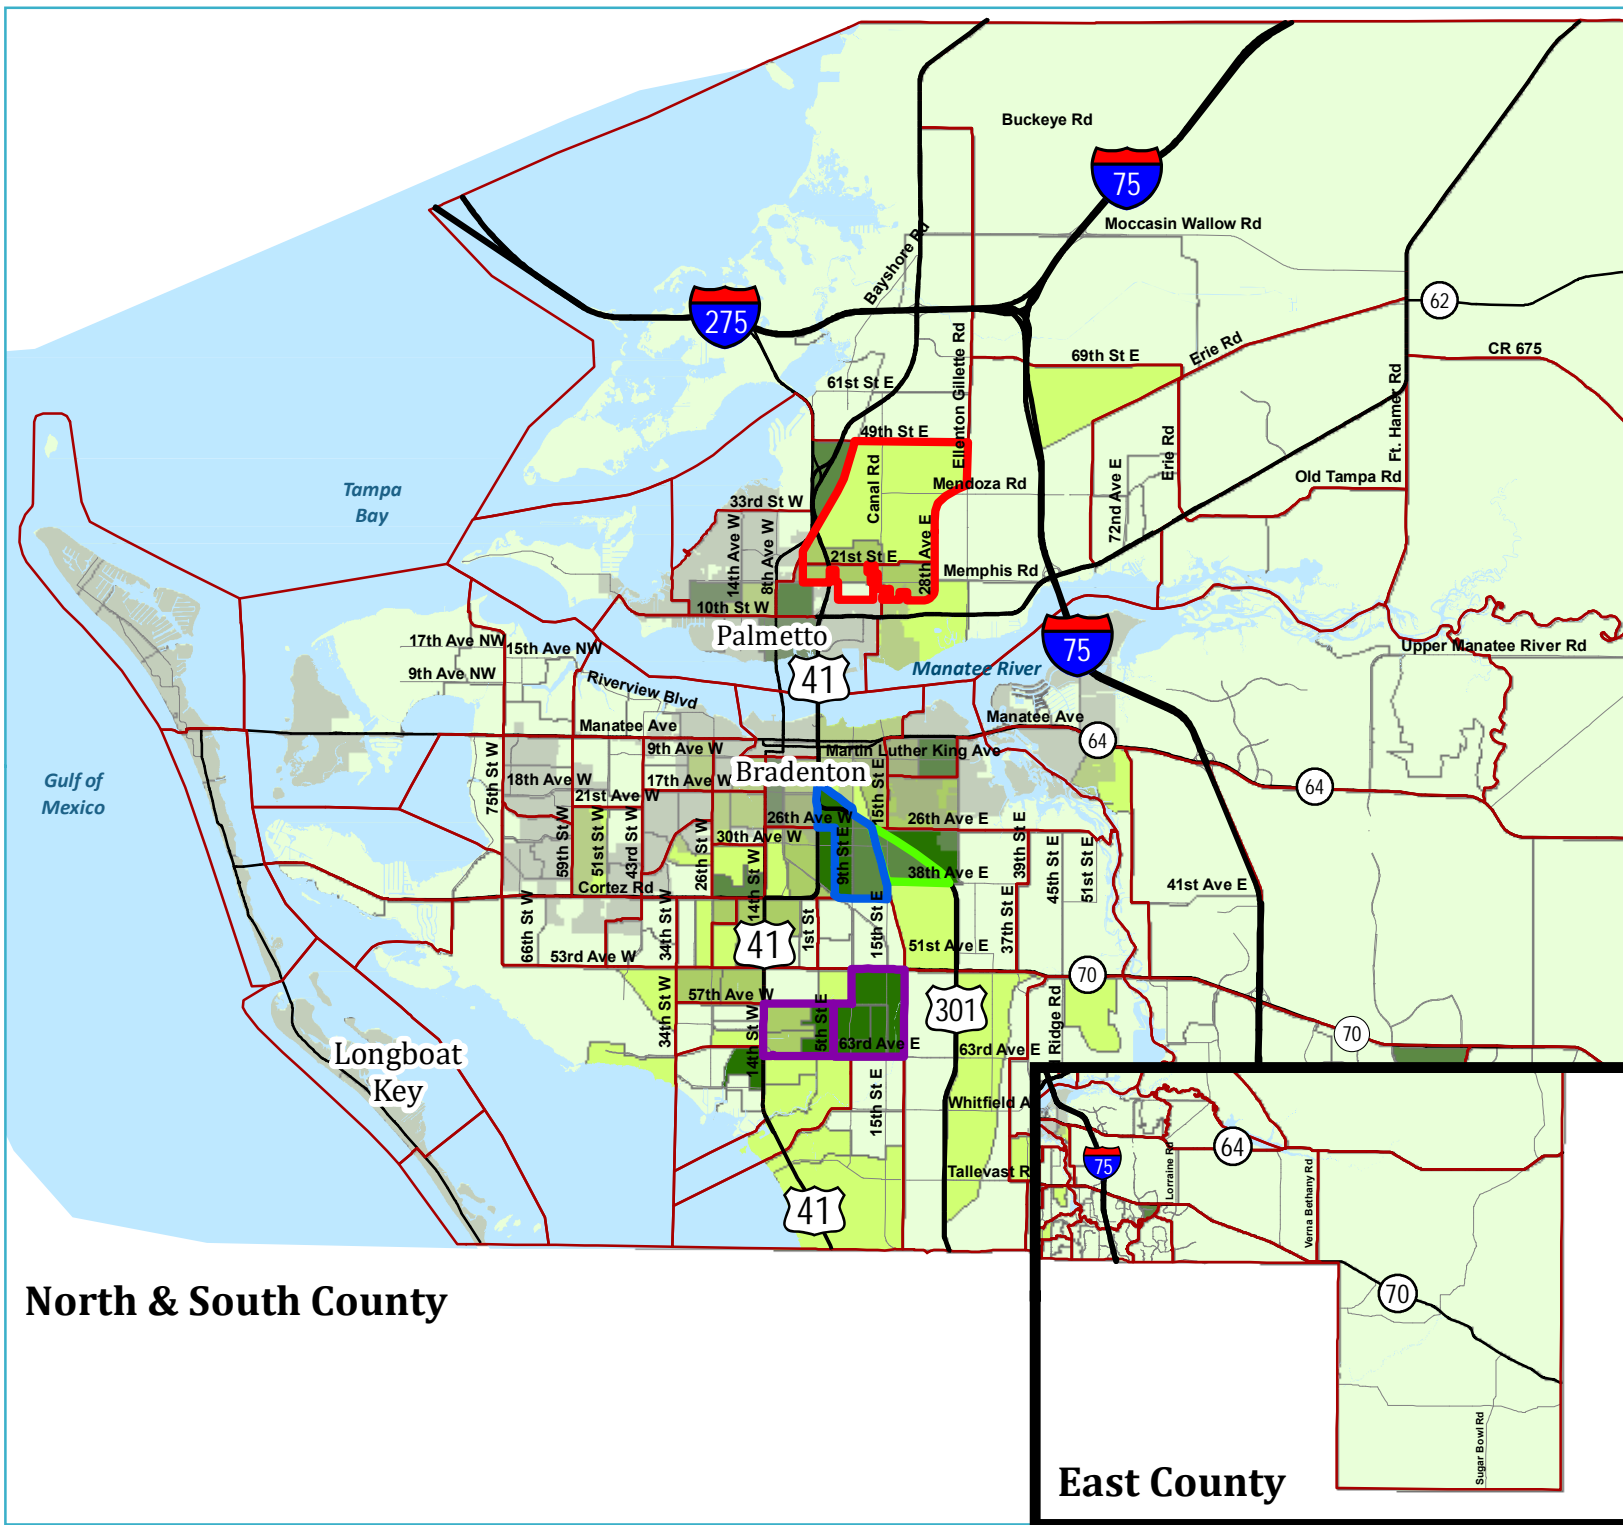 Buckeye Rd
75
Moccasin Wallow Rd
Bayshore Rd
275
62
Ellenton Gillette Rd
69th St E
Erie Rd
CR 675
61st St E
Ft. Hamer Rd
49th St E
Canal Rd
Mendoza Rd
72nd Ave E
Erie Rd
Old Tampa Rd
Tampa
Bay
33rd St W
14th Ave W
8th Ave W
21st St E
28th Ave E
Memphis Rd
10th St W
Palmetto
41
75
Manatee River
Upper Manatee River Rd
17th Ave NW
15th Ave NW
9th Ave NW
Riverview Blvd
Manatee Ave
Manatee Ave
64
9th Ave W
Martin Luther King Ave
Gulf of
Mexico
75th St W
18th Ave W
17th Ave W
Bradenton
15th St E
64
21st Ave W
59th St W
51st St W
43rd St W
26th St W
26th Ave W
26th Ave E
30th Ave W
14th St W
9th St E
39th St E
45th St E
51st St E
38th Ave E
41st Ave E
Cortez Rd
66th St W
34th St W
14th St W
41
1st St
15th St E
51st Ave E
37th St E
53rd Ave W
70
34th St W
57th Ave W
14th St W
5th St E
301
63rd Ave E
63rd Ave E
d Ridge Rd
70
Longboat
Key
15th St E
Whitfield A
Tallevast R
41
North & South County
75
64
Lorraine Rd
Verna Bethany Rd
70
Sugar Bowl Rd
East County